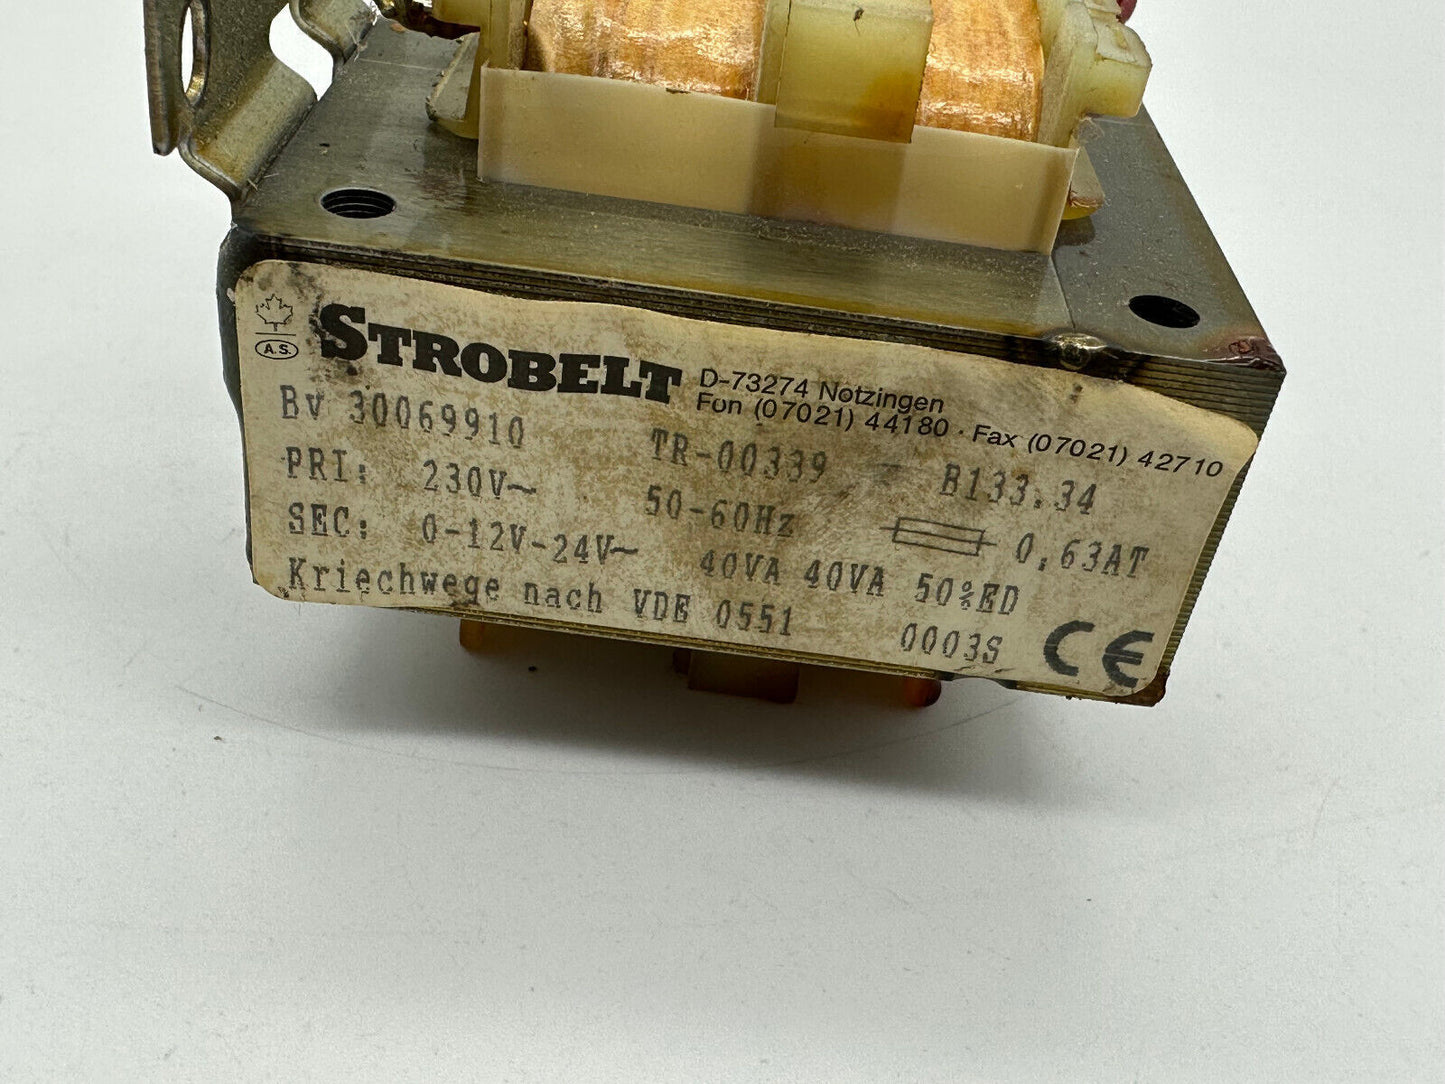 A.S.
STROBELT D-73274 Notzingen
Fon (07021) 44180 · Fax (07021) 42710
BV 30069910 TR-00339 - B133.34
PRI: 230V~ 50-60Hz 0,63AT
SEC: 0-12V-24V~ 40VA 40VA 50%ED
Kriechwege nach VDE 0551 0003S CE